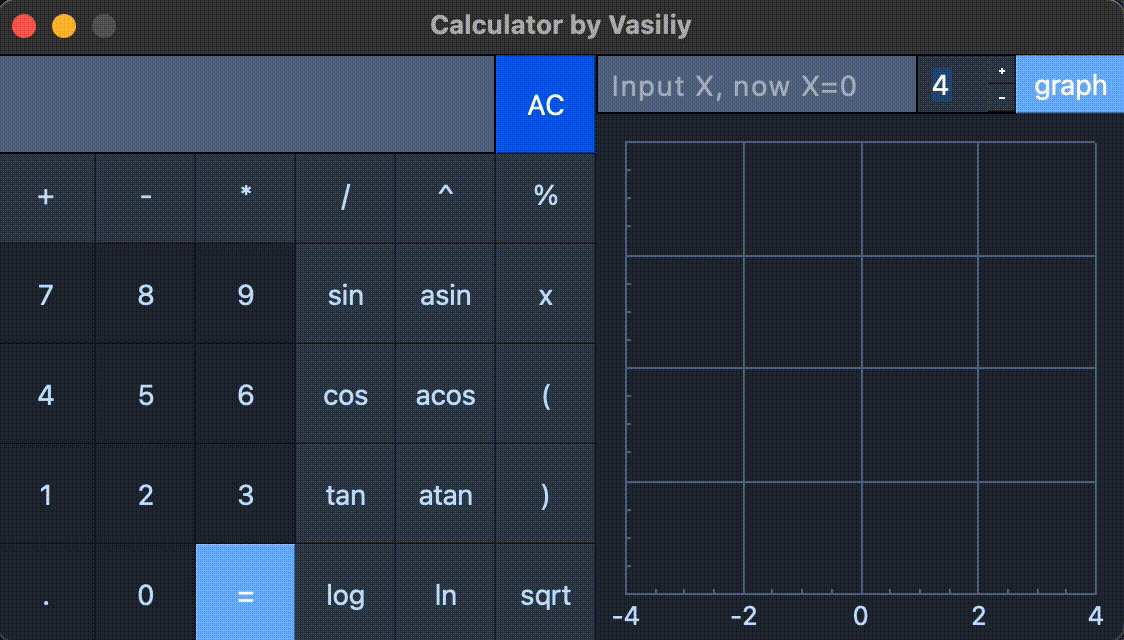 Calculator by Vasiliy
AC
Input X, now X=0
4
+
-
graph
+ - * / ^ %
7 8 9 sin asin x
4 5 6 cos acos (
1 2 3 tan atan )
. 0 = log ln sqrt
-4 -2 0 2 4